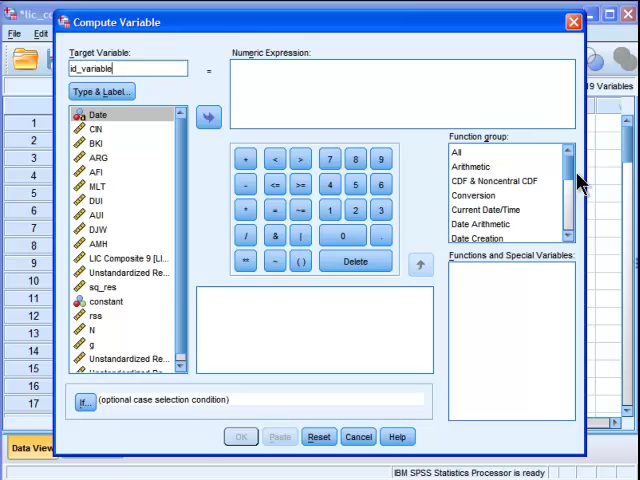 *lic_co
Compute Variable
File
Edit
Target Variable:
Numeric Expression:
id_variable
=
19 Variables
Type & Label...
Date
CIN
BKI
ARG
AFI
MLT
DUI
AUI
DJW
AMH
LIC Composite 9 [LI...
Unstandardized Re...
sq_res
constant
rss
N
g
Unstandardized Re...
Unstandardized Re...
+ < > 7 8 9
- <= >= 4 5 6
* = ~= 1 2 3
/ & | 0 .
** ~ ( ) Delete
Function group:
All
Arithmetic
CDF & Noncentral CDF
Conversion
Current Date/Time
Date Arithmetic
Date Creation
Functions and Special Variables:
1
2
3
4
5
6
7
8
9
10
11
12
13
14
15
16
17
If... (optional case selection condition)
OK
Paste
Reset
Cancel
Help
Data View
IBM SPSS Statistics Processor is ready